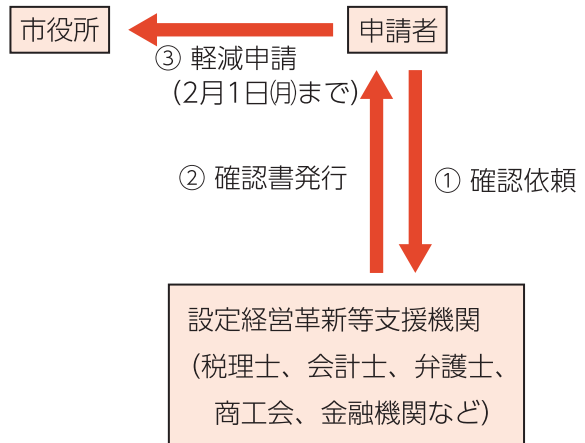 市役所
申請者
③ 軽減申請
（2月1日㈪まで）
② 確認書発行
① 確認依頼
設定経営革新等支援機関
（税理士、会計士、弁護士、
商工会、金融機関など）